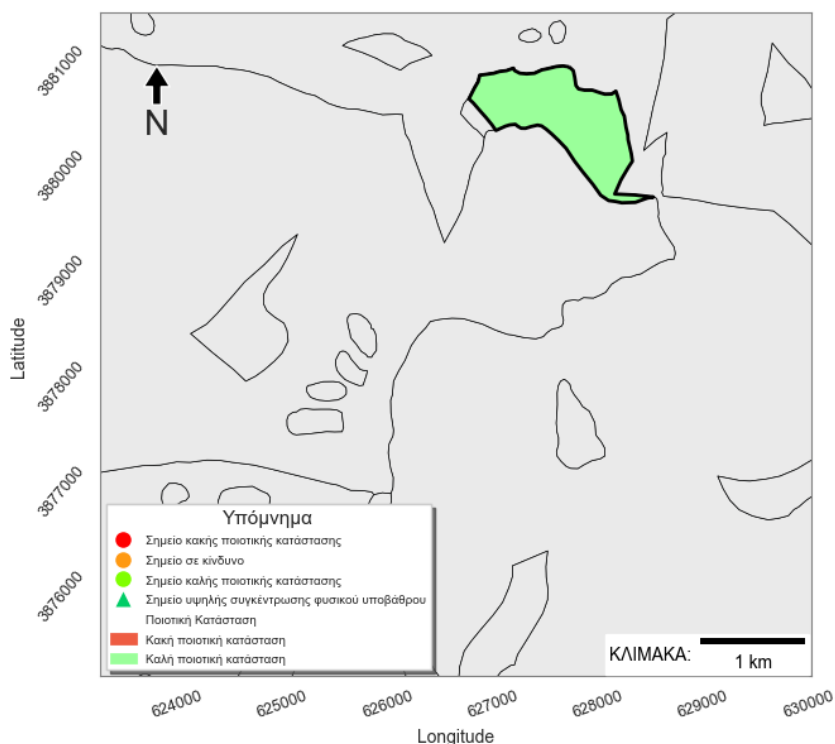 3881000
3880000
3879000
3878000
3877000
3876000
Latitude
N
Υπόμνημα
Σημείο κακής ποιοτικής κατάστασης
Σημείο σε κίνδυνο
Σημείο καλής ποιοτικής κατάστασης
Σημείο υψηλής συγκέντρωσης φυσικού υποβάθρου
Ποιοτική Κατάσταση
Κακή ποιοτική κατάσταση
Καλή ποιοτική κατάσταση
ΚΛΙΜΑΚΑ:
1 km
624000 625000 626000 627000 628000 629000 630000
Longitude